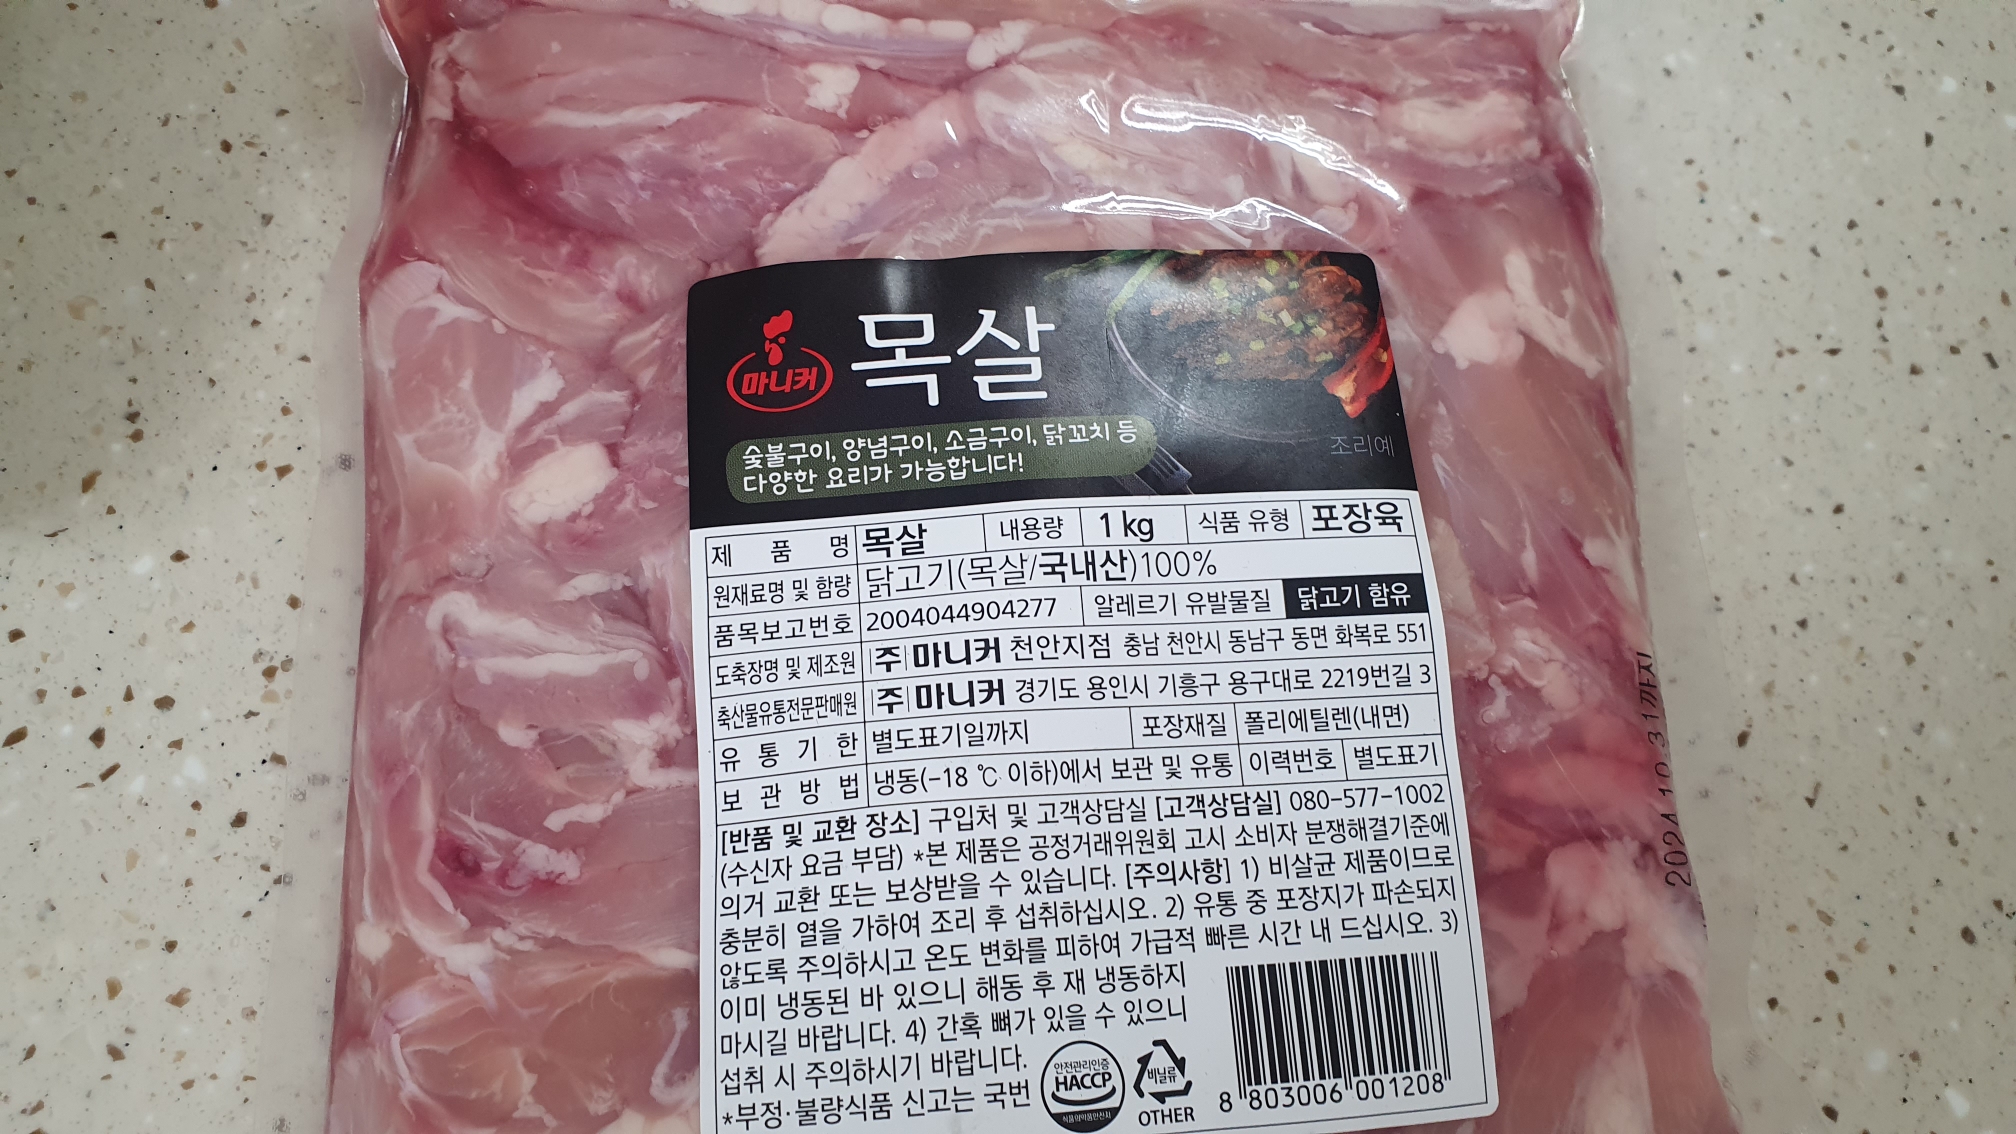 마니커
목살
숯불구이, 양념구이, 소금구이, 닭꼬치 등
다양한 요리가 가능합니다!
조리예
제 품 명 목살 내용량 1 kg 식품 유형 포장육
원재료명 및 함량 닭고기(목살/국내산)100%
품목보고번호 2004044904277 알레르기 유발물질 닭고기 함유
도축장명 및 제조원 |주|마니커 천안지점 충남 천안시 동남구 동면 화복로 551
축산물유통전문판매원 |주|마니커 경기도 용인시 기흥구 용구대로 2219번길 3
유 통 기 한 별도표기일까지 포장재질 폴리에틸렌(내면)
보 관 방 법 냉동(-18 ℃ 이하)에서 보관 및 유통 이력번호 별도표기
[반품 및 교환 장소] 구입처 및 고객상담실 [고객상담실] 080-577-1002
(수신자 요금 부담) *본 제품은 공정거래위원회 고시 소비자 분쟁해결기준에
의거 교환 또는 보상받을 수 있습니다. [주의사항] 1) 비살균 제품이므로
충분히 열을 가하여 조리 후 섭취하십시오. 2) 유통 중 포장지가 파손되지
않도록 주의하시고 온도 변화를 피하여 가급적 빠른 시간 내 드십시오. 3)
이미 냉동된 바 있으니 해동 후 재 냉동하지
마시길 바랍니다. 4) 간혹 뼈가 있을 수 있으니
섭취 시 주의하시기 바랍니다.
*부정·불량식품 신고는 국번
안전관리인증
HACCP
식품의약품안전처
비닐류
OTHER
8 803006 001208
2024.10.31까지